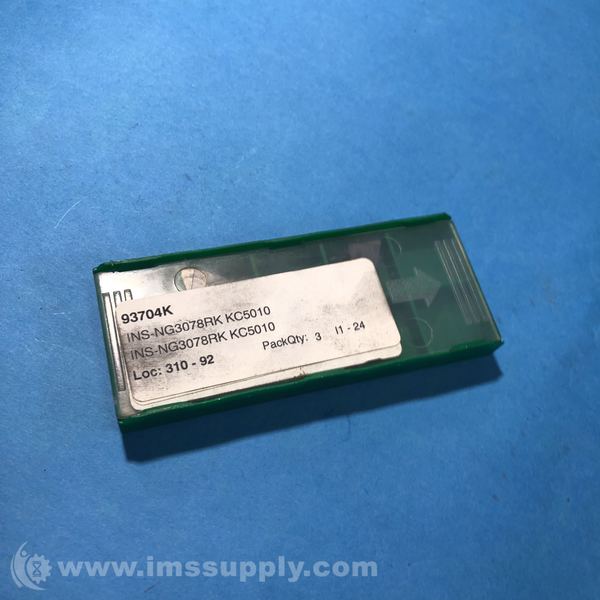 93704K
INS-NG3078RK KC5010
INS-NG3078RK KC5010
PackQty: 3 I1 - 24
Loc: 310 - 92
www.imssupply.com